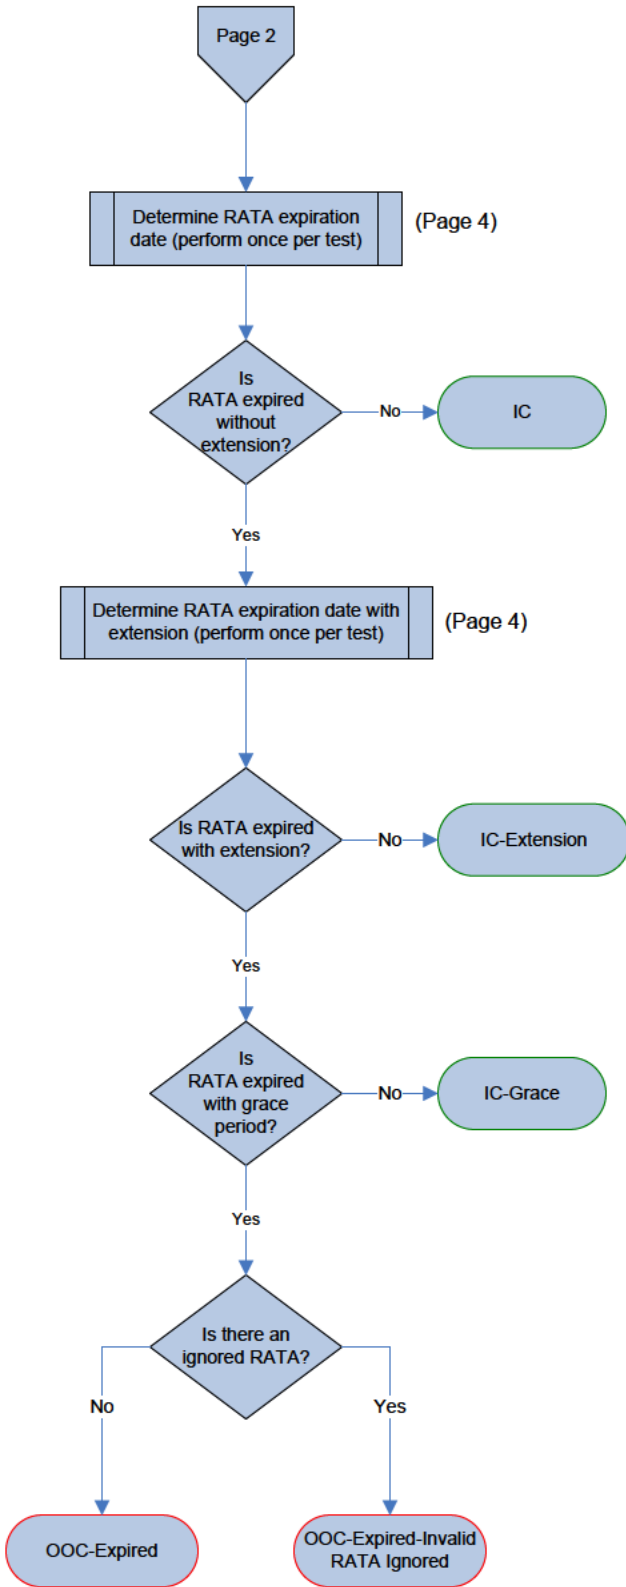 Page 2
Determine RATA expiration
date (perform once per test)
(Page 4)
Is
RATA expired
without
extension?
No
IC
Yes
Determine RATA expiration date with
extension (perform once per test)
(Page 4)
Is RATA expired
with extension?
No
IC-Extension
Yes
Is
RATA expired
with grace
period?
No
IC-Grace
Yes
Is there an
ignored RATA?
No
Yes
OOC-Expired
OOC-Expired-Invalid
RATA Ignored